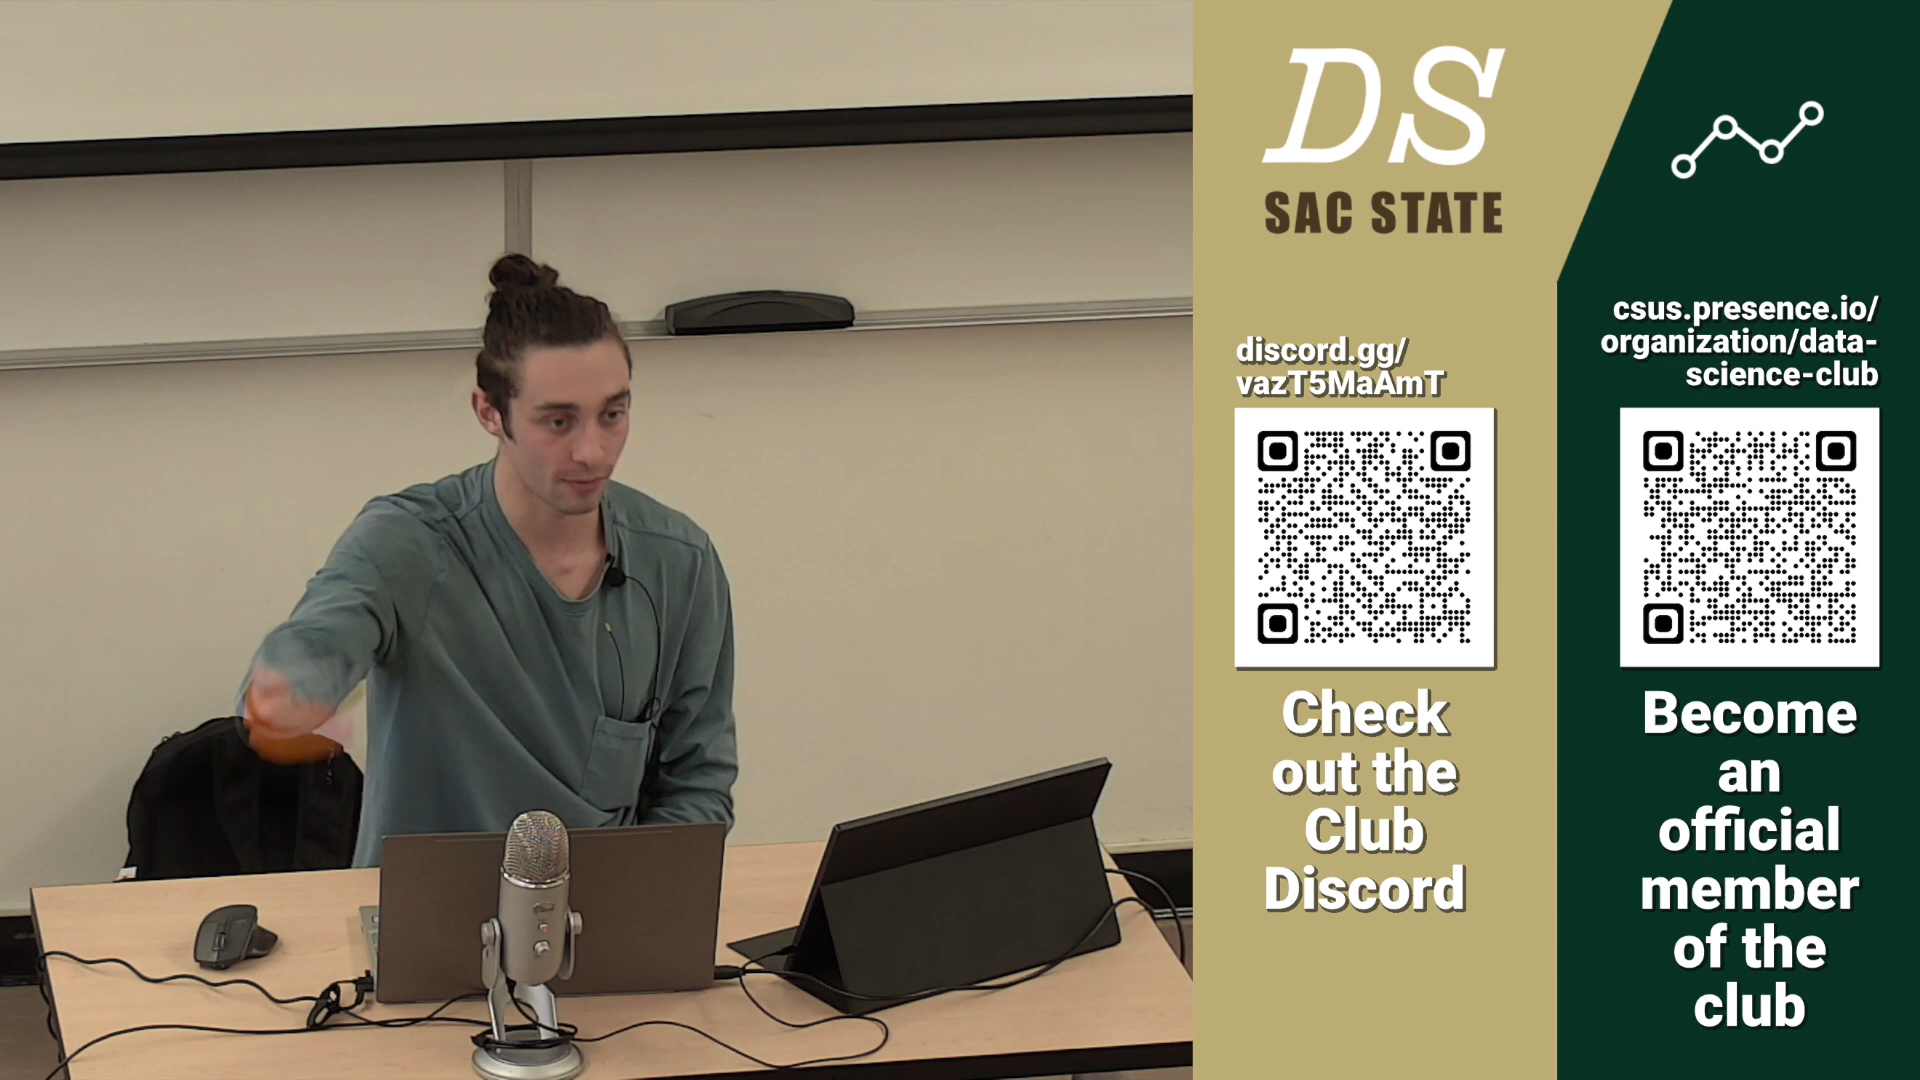 DS
SAC STATE
discord.gg/
vazT5MaAmT
Check
out the
Club
Discord
csus.presence.io/
organization/data-
science-club
Become
an
official
member
of the
club